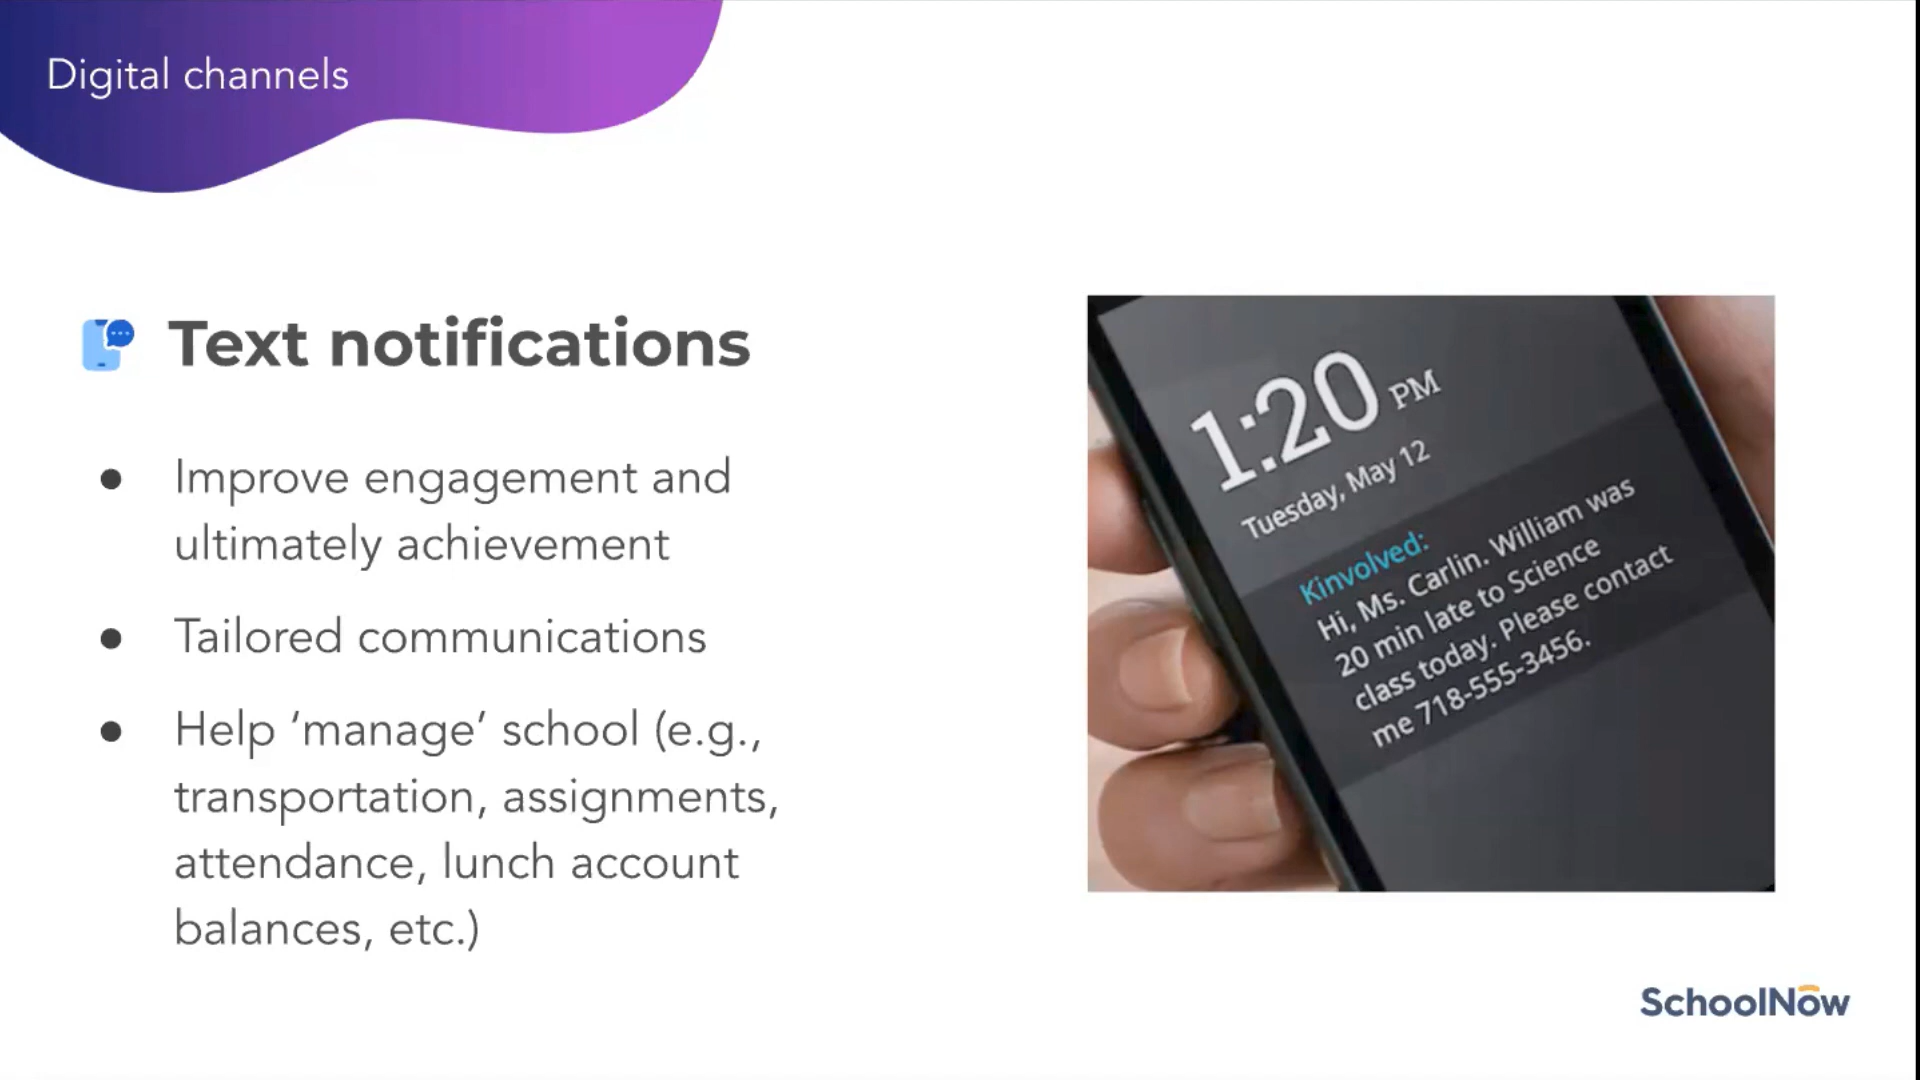 Digital channels
Text notifications
● Improve engagement and
ultimately achievement
● Tailored communications
● Help ‘manage’ school (e.g.,
transportation, assignments,
attendance, lunch account
balances, etc.)
1:20 PM
Tuesday, May 12
Kinvolved:
Hi, Ms. Carlin. William was
20 min late to Science
class today. Please contact
me 718-555-3456.
SchoolNow